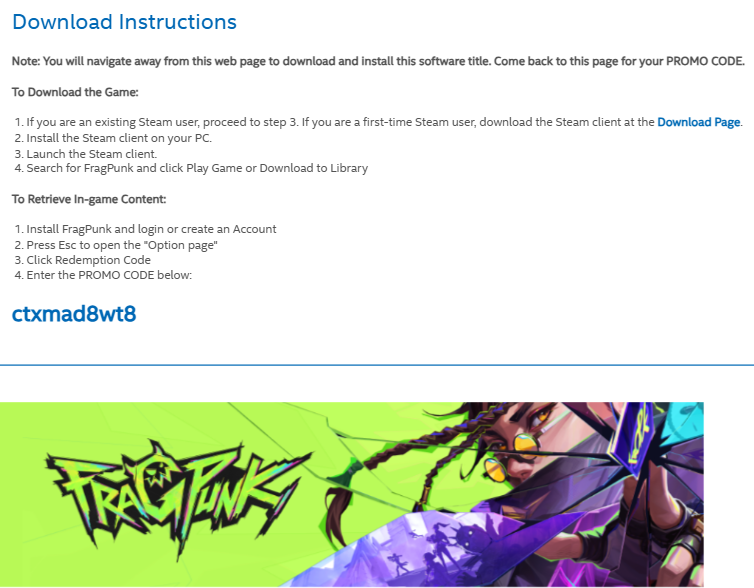 Download Instructions
Note: You will navigate away from this web page to download and install this software title. Come back to this page for your PROMO CODE.
To Download the Game:
1. If you are an existing Steam user, proceed to step 3. If you are a first-time Steam user, download the Steam client at the Download Page.
2. Install the Steam client on your PC.
3. Launch the Steam client.
4. Search for FragPunk and click Play Game or Download to Library
To Retrieve In-game Content:
1. Install FragPunk and login or create an Account
2. Press Esc to open the "Option page"
3. Click Redemption Code
4. Enter the PROMO CODE below:
ctxmad8wt8
FRAGPUNK